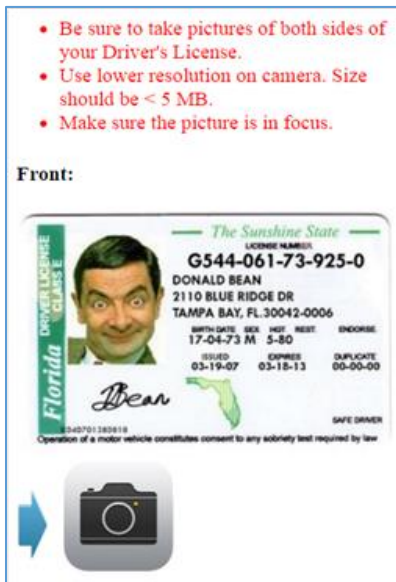 • Be sure to take pictures of both sides of
your Driver's License.
• Use lower resolution on camera. Size
should be < 5 MB.
• Make sure the picture is in focus.
Front:
The Sunshine State
LICENSE NUMBER
G544-061-73-925-0
DONALD BEAN
2110 BLUE RIDGE DR
TAMPA BAY, FL.30042-0006
BIRTH DATE SEX HGT. REST. ENDORSE.
17-04-73 M 5-80
ISSUED EXPIRES DUPLICATE
03-19-07 03-18-13 00-00-00
Florida
DRIVER LICENSE
CLASS E
DBean
SAFE DRIVER
Operation of a motor vehicle constitutes consent to any sobriety test required by law